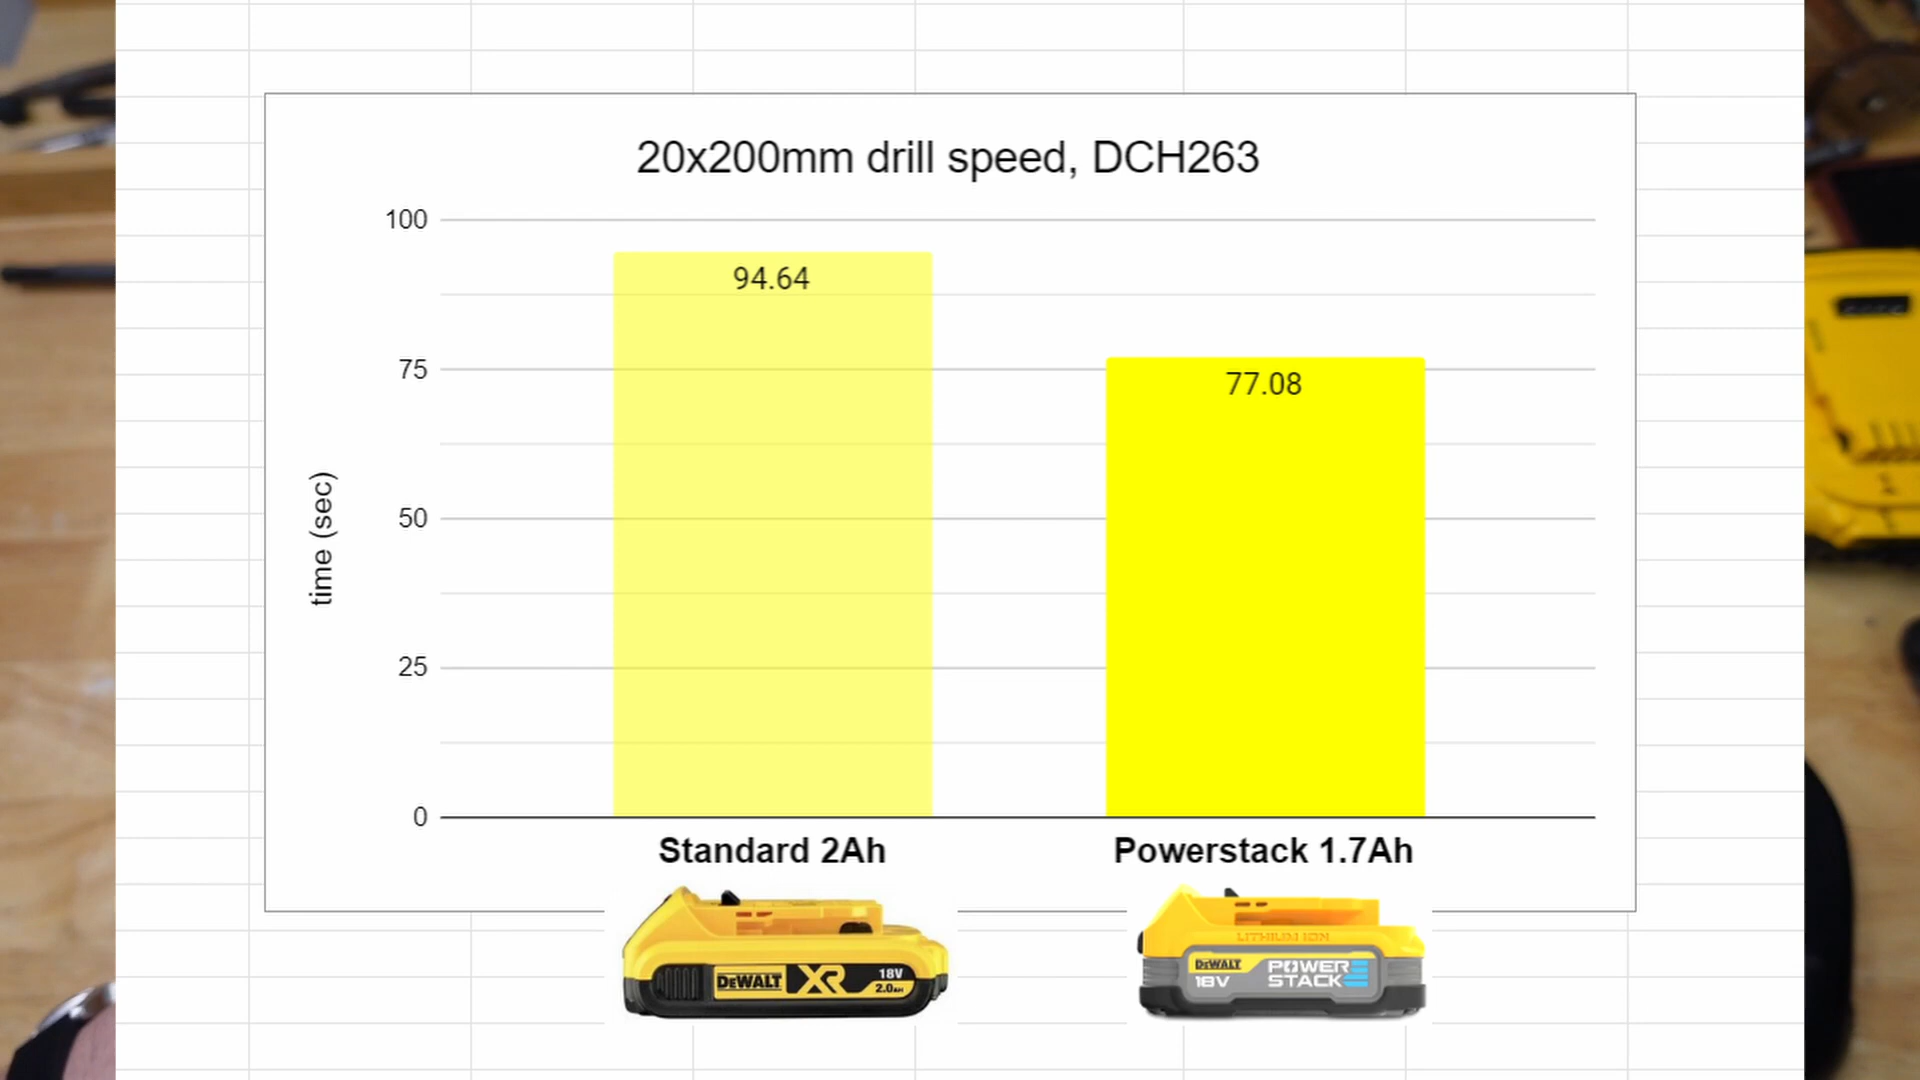 20x200mm drill speed, DCH263
100
94.64
75
77.08
50
25
0
time (sec)
Standard 2Ah
Powerstack 1.7Ah
DEWALT XR 18V 2.0AH
LITHIUM ION
DEWALT
18V
POWER
STACK